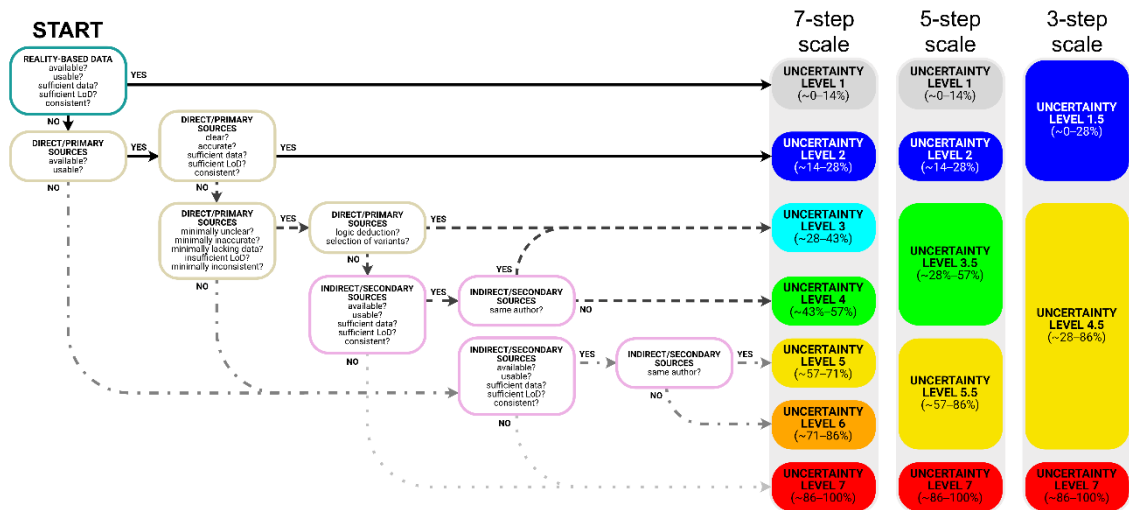 START
7-step
scale
5-step
scale
3-step
scale
REALITY-BASED DATA
available?
usable?
sufficient data?
sufficient LoD?
consistent?
YES
NO
DIRECT/PRIMARY
SOURCES
available?
usable?
YES
NO
DIRECT/PRIMARY
SOURCES
clear?
accurate?
sufficient data?
sufficient LoD?
consistent?
YES
NO
DIRECT/PRIMARY
SOURCES
minimally unclear?
minimally inaccurate?
minimally lacking data?
insufficient LoD?
minimally inconsistent?
YES
NO
DIRECT/PRIMARY
SOURCES
logic deduction?
selection of variants?
YES
NO
INDIRECT/SECONDARY
SOURCES
available?
usable?
sufficient data?
sufficient LoD?
consistent?
YES
NO
INDIRECT/SECONDARY
SOURCES
same author?
YES
NO
INDIRECT/SECONDARY
SOURCES
available?
usable?
sufficient data?
sufficient LoD?
consistent?
YES
NO
INDIRECT/SECONDARY
SOURCES
same author?
YES
NO
UNCERTAINTY
LEVEL 1
(~0–14%)
UNCERTAINTY
LEVEL 2
(~14–28%)
UNCERTAINTY
LEVEL 3
(~28–43%)
UNCERTAINTY
LEVEL 4
(~43%–57%)
UNCERTAINTY
LEVEL 5
(~57–71%)
UNCERTAINTY
LEVEL 6
(~71–86%)
UNCERTAINTY
LEVEL 7
(~86–100%)
UNCERTAINTY
LEVEL 1
(~0–14%)
UNCERTAINTY
LEVEL 2
(~14–28%)
UNCERTAINTY
LEVEL 3.5
(~28%–57%)
UNCERTAINTY
LEVEL 5.5
(~57–86%)
UNCERTAINTY
LEVEL 7
(~86–100%)
UNCERTAINTY
LEVEL 1.5
(~0–28%)
UNCERTAINTY
LEVEL 4.5
(~28–86%)
UNCERTAINTY
LEVEL 7
(~86–100%)